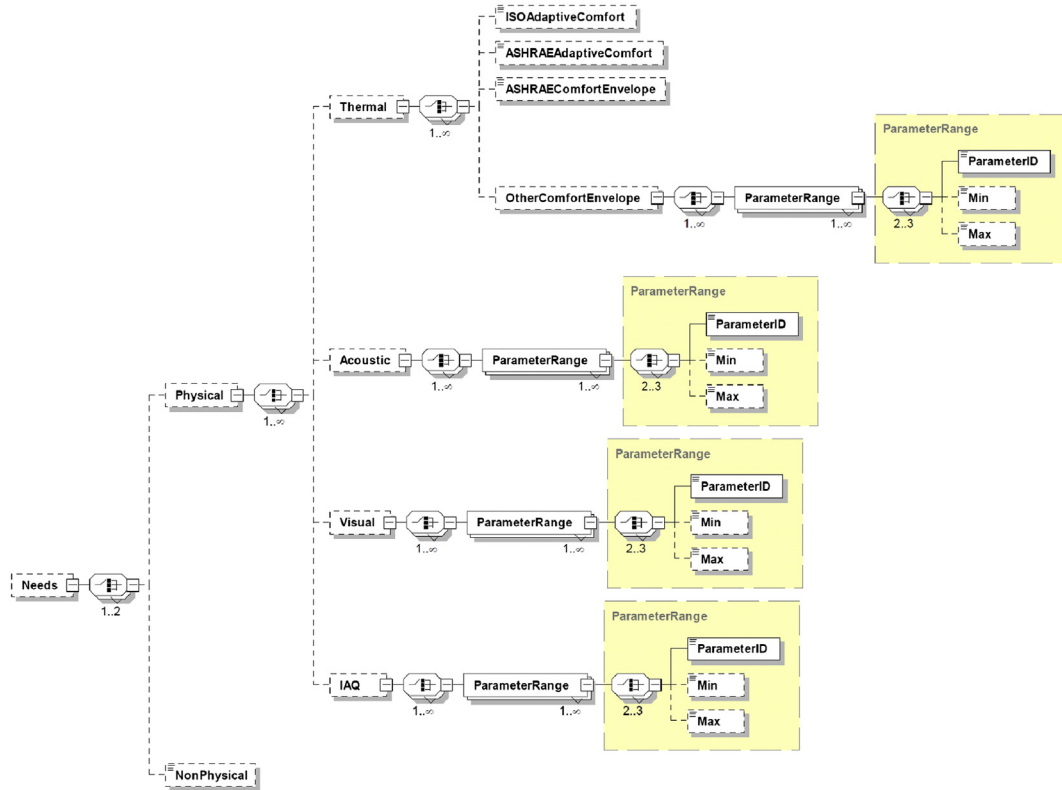 ISOAdaptiveComfort
ASHRAEAdaptiveComfort
ASHRAEComfortEnvelope
Thermal
1..∞
ParameterRange
ParameterID
OtherComfortEnvelope
1..∞
ParameterRange
1..∞
2..3
Min
Max
ParameterRange
ParameterID
Acoustic
1..∞
ParameterRange
1..∞
2..3
Min
Max
Physical
1..∞
ParameterRange
ParameterID
Visual
1..∞
ParameterRange
1..∞
2..3
Min
Max
Needs
1..2
ParameterRange
ParameterID
IAQ
1..∞
ParameterRange
1..∞
2..3
Min
Max
NonPhysical